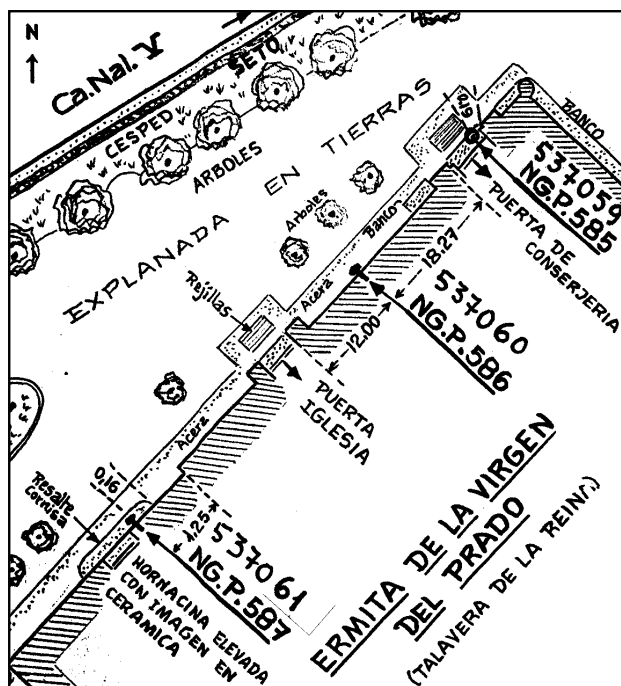 N
Ca.Nal. V
SETO
CESPED
ARBOLES
EXPLANADA EN TIERRAS
Arboles
Banco
BANCO
0,19
537059
NG.P.585
PUERTA DE
CONSERJERIA
18.27
Acera
537060
NG.P.586
12.00
Rejillas
PUERTA
IGLESIA
Acera
0,16
Resalte
Cornisa
1,25
537061
NG.P.587
HORNACINA ELEVADA
CON IMAGEN EN
CERAMICA
ERMITA DE LA VIRGEN
DEL PRADO
(TALAVERA DE LA REINA)